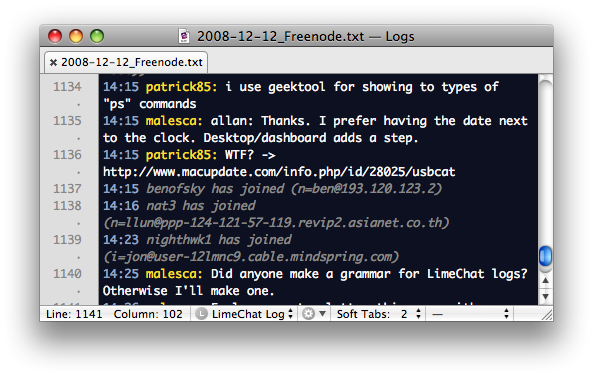 2008-12-12_Freenode.txt — Logs
2008-12-12_Freenode.txt
1134 14:15 patrick85: i use geektool for showing to types of
"ps" commands
1135 14:15 malesca: allan: Thanks. I prefer having the date next
to the clock. Desktop/dashboard adds a step.
1136 14:15 patrick85: WTF? ->
http://www.macupdate.com/info.php/id/28025/usbcat
1137 14:15 benofsky has joined (n=ben@193.120.123.2)
1138 14:16 nat3 has joined
(n=llun@ppp-124-121-57-119.revip2.asianet.co.th)
1139 14:23 nighthwk1 has joined
(i=jon@user-12lmnc9.cable.mindspring.com)
1140 14:25 malesca: Did anyone make a grammar for LimeChat logs?
Otherwise I'll make one.
Line: 1141 Column: 102 L LimeChat Log Soft Tabs: 2 —